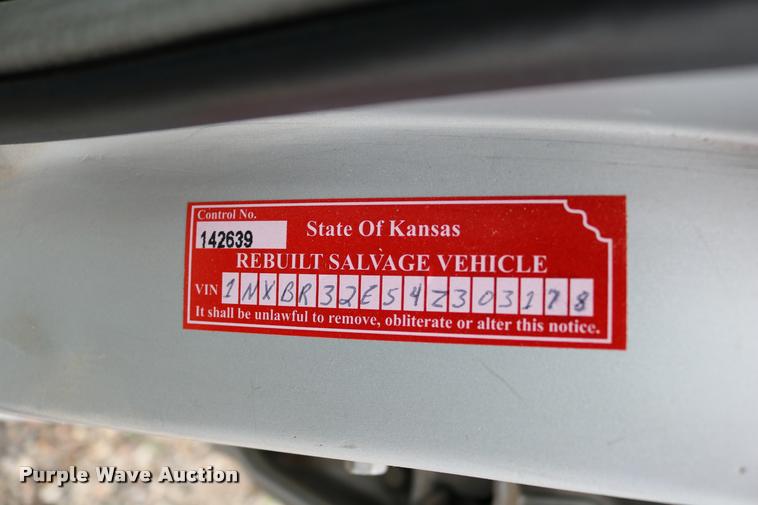 Control No.
142639
State Of Kansas
REBUILT SALVAGE VEHICLE
VIN 1NXBR32E54Z303178
It shall be unlawful to remove, obliterate or alter this notice.
Purple Wave Auction